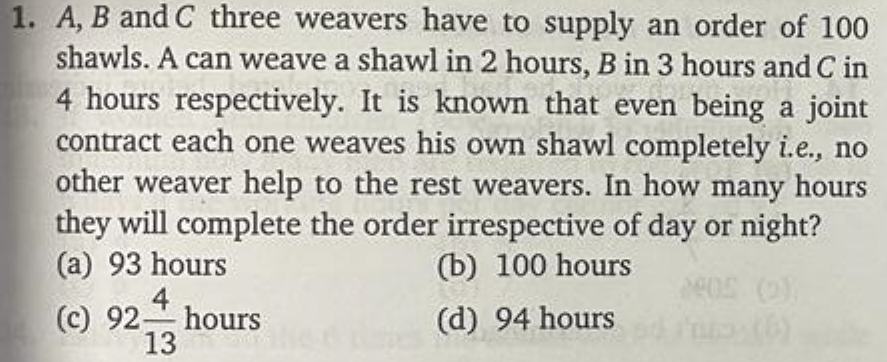 1. A, B and C three weavers have to supply an order of 100
shawls. A can weave a shawl in 2 hours, B in 3 hours and C in
4 hours respectively. It is known that even being a joint
contract each one weaves his own shawl completely i.e., no
other weaver help to the rest weavers. In how many hours
they will complete the order irrespective of day or night?
(a) 93 hours (b) 100 hours
(c) 92 4/13 hours (d) 94 hours